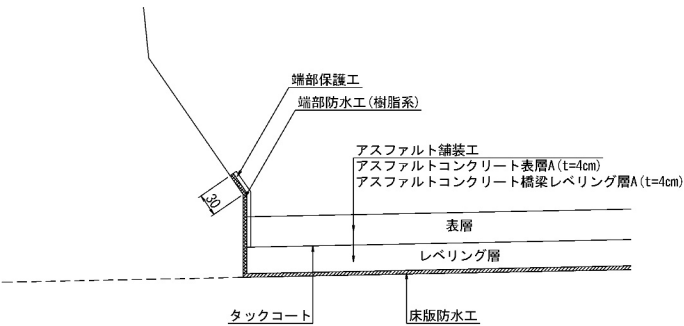 端部保護工
端部防水工(樹脂系)
アスファルト舗装工
アスファルトコンクリート表層A(t=4cm)
アスファルトコンクリート橋梁レベリング層A(t=4cm)
30
表層
レベリング層
タックコート
床版防水工